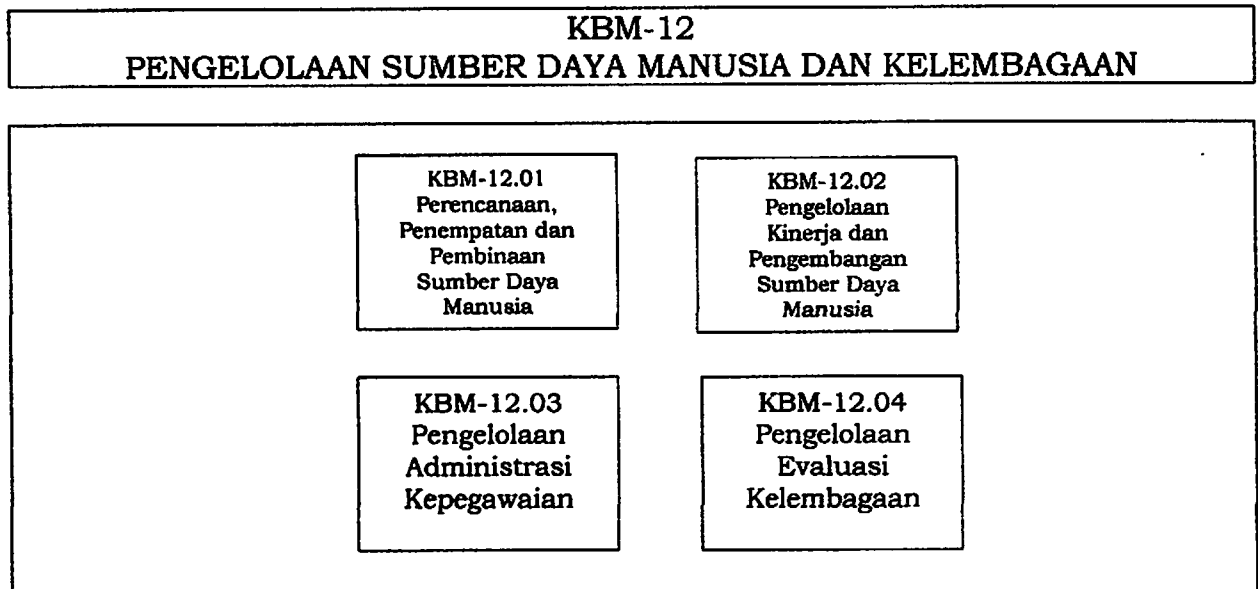 KBM-12
PENGELOLAAN SUMBER DAYA MANUSIA DAN KELEMBAGAAN
KBM-12.01
Perencanaan,
Penempatan dan
Pembinaan
Sumber Daya
Manusia
KBM-12.02
Pengelolaan
Kinerja dan
Pengembangan
Sumber Daya
Manusia
KBM-12.03
Pengelolaan
Administrasi
Kepegawaian
KBM-12.04
Pengelolaan
Evaluasi
Kelembagaan